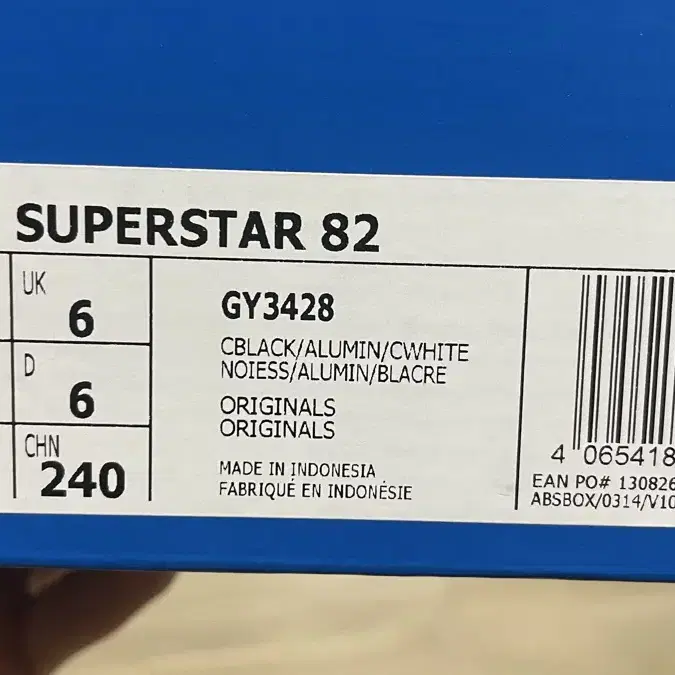 SUPERSTAR 82
UK
6
D
6
CHN
240
GY3428
CBLACK/ALUMIN/CWHITE
NOIESS/ALUMIN/BLACRE
ORIGINALS
ORIGINALS
MADE IN INDONESIA
FABRIQUÉ EN INDONÉSIE
4 065418
EAN PO# 130826
ABSBOX/0314/V10